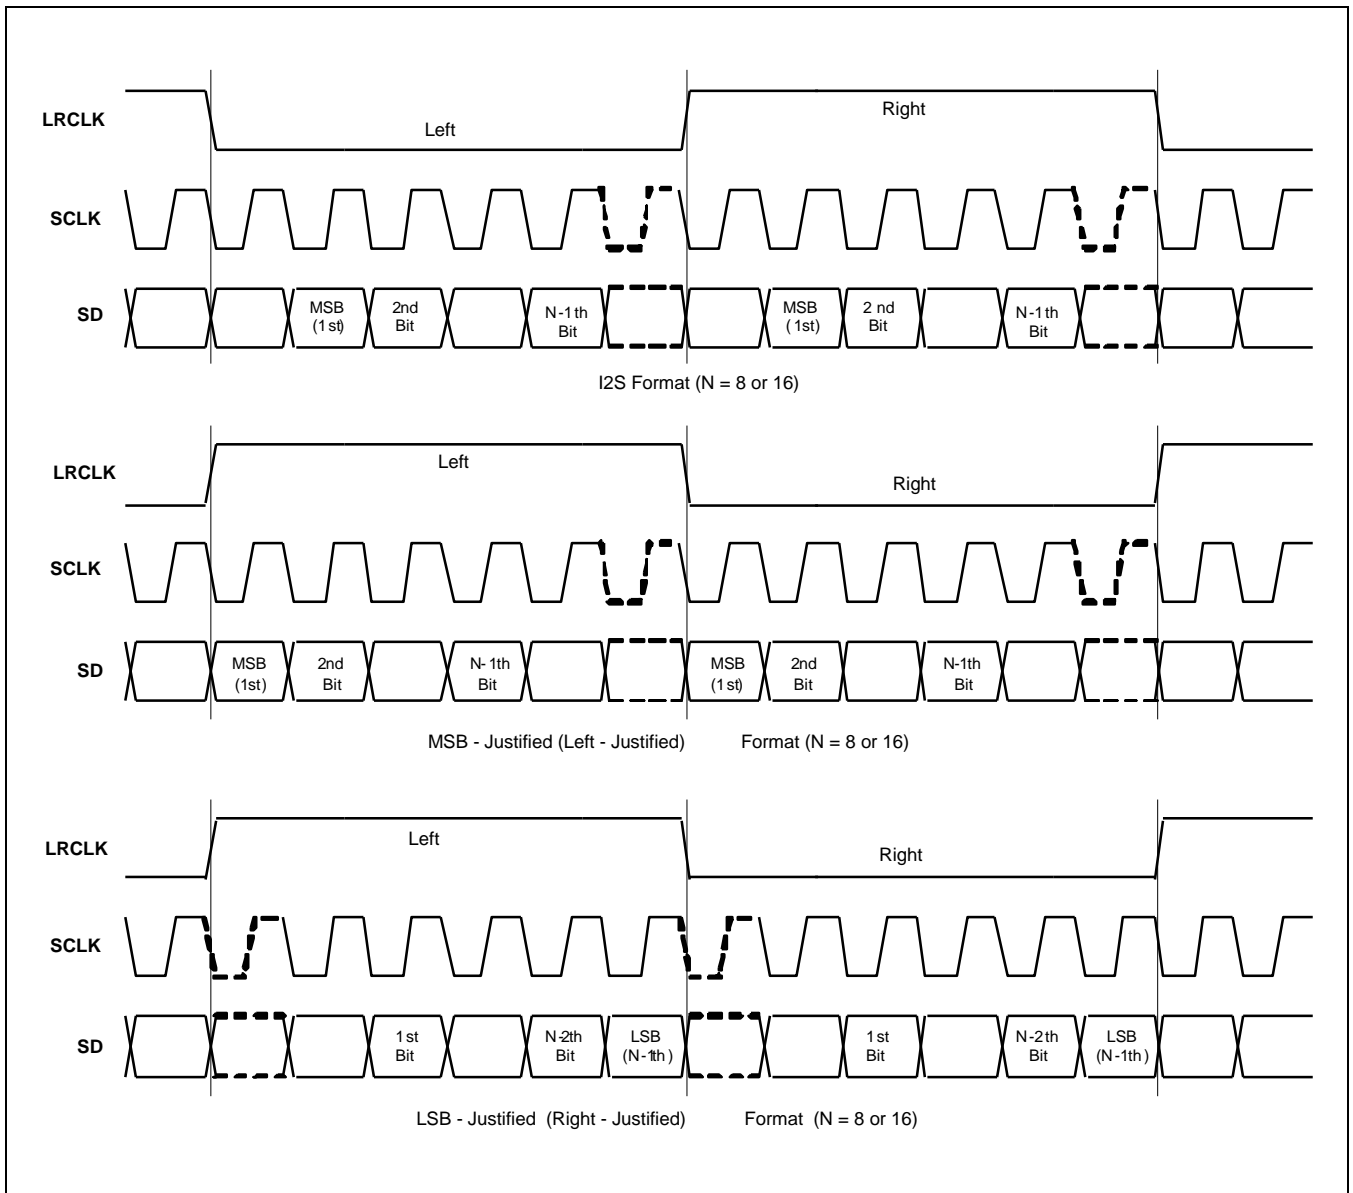 LRCLK
Left
Right
SCLK
SD
MSB
(1st)
2nd
Bit
N-1th
Bit
MSB
(1st)
2 nd
Bit
N-1th
Bit
I2S Format (N = 8 or 16)
LRCLK
Left
Right
SCLK
SD
MSB
(1st)
2nd
Bit
N-1th
Bit
MSB
(1st)
2nd
Bit
N-1th
Bit
MSB - Justified (Left - Justified) Format (N = 8 or 16)
LRCLK
Left
Right
SCLK
SD
1st
Bit
N-2th
Bit
LSB
(N-1th)
1st
Bit
N-2th
Bit
LSB
(N-1th)
LSB - Justified (Right - Justified) Format (N = 8 or 16)